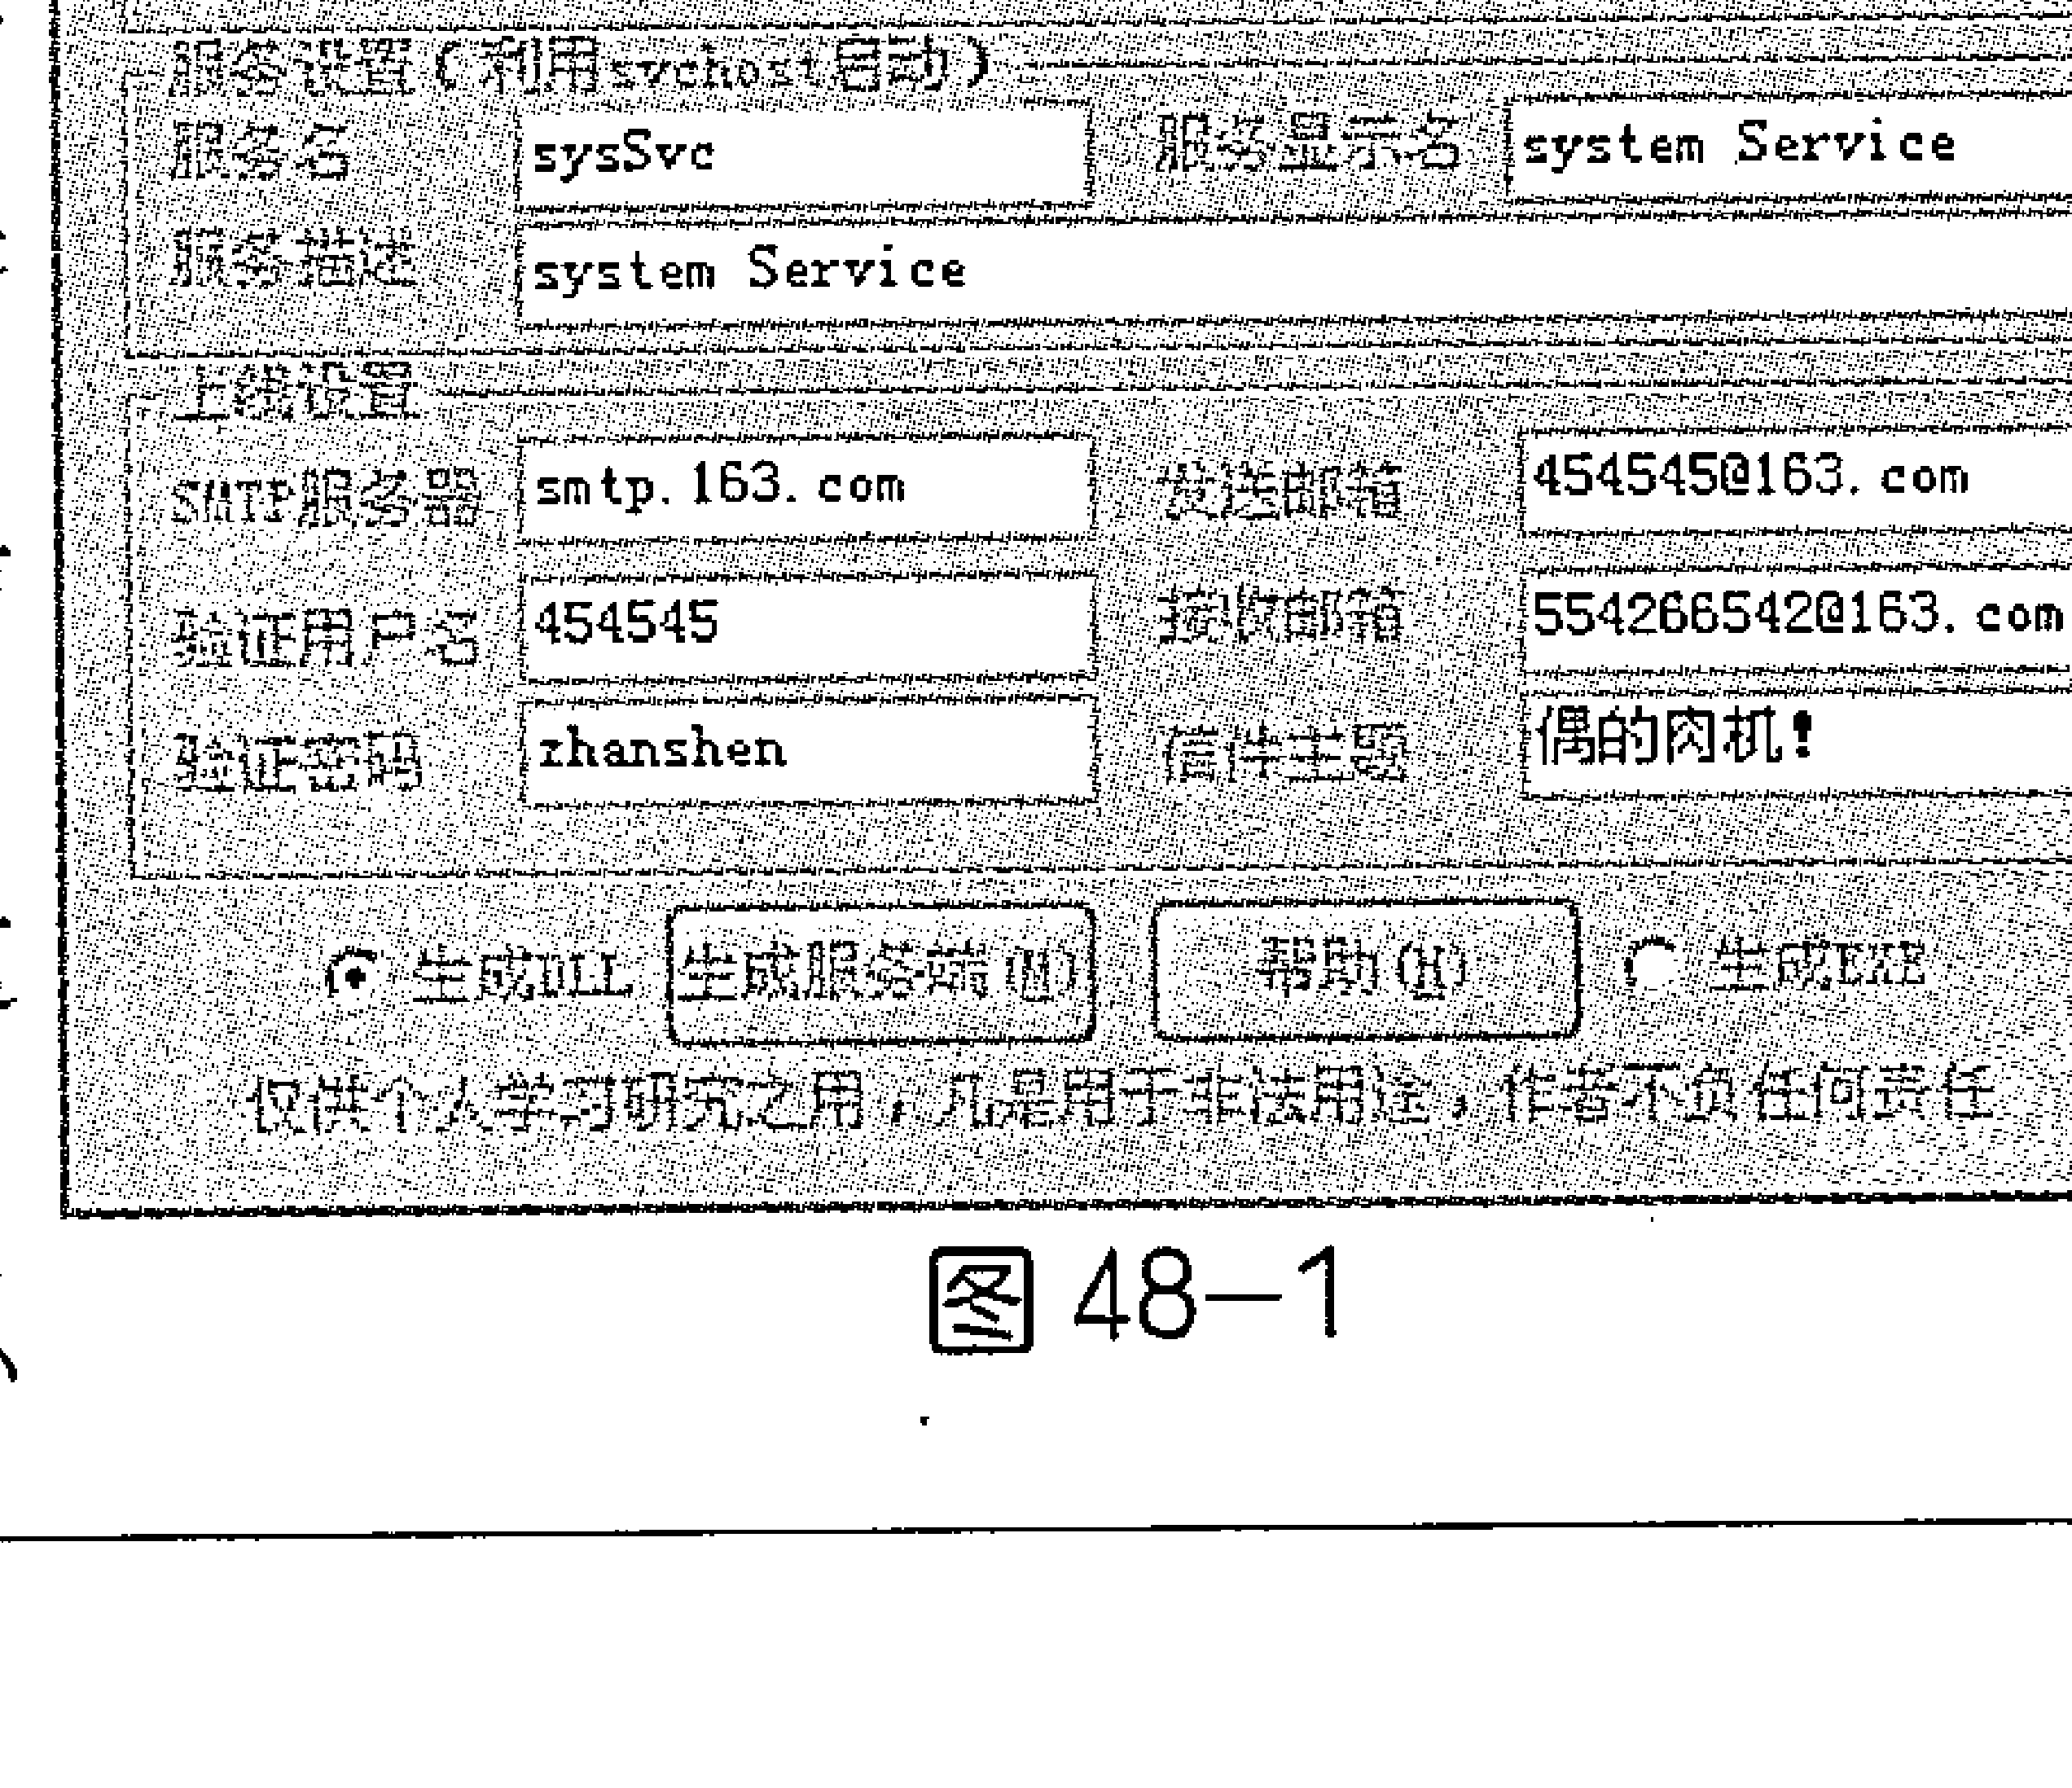 服务设置(利用svchost启动)
服务名 sysSvc 服务显示名 system Service
服务描述 system Service
上线设置
SMTP服务器 smtp.163.com 发送邮箱 454545@163.com
验证用户名 454545 接收邮箱 554266542@163.com
验证密码 zhanshen 信件主题 偶的肉机!
生成DLL 生成服务端(M) 帮助(H) 生成EXE
仅供个人学习研究之用,凡是用于非法用途,作者不负任何责任
图 48-1